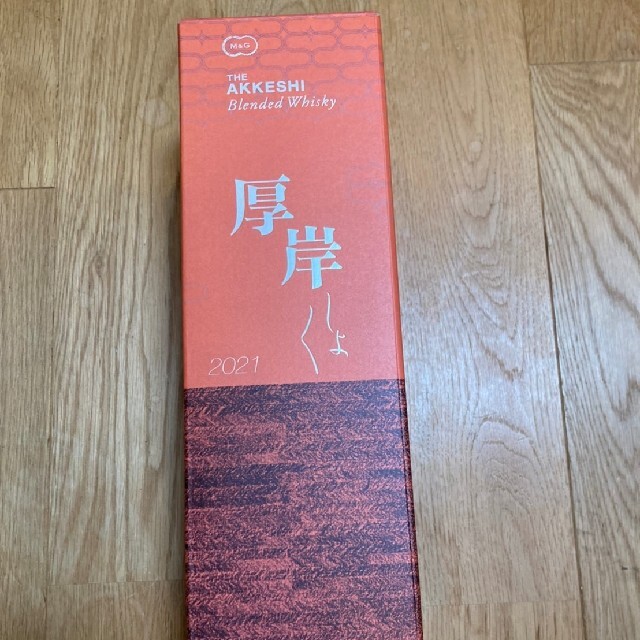 M&G
THE
AKKESHI
Blended Whisky
厚岸
しょく
2021